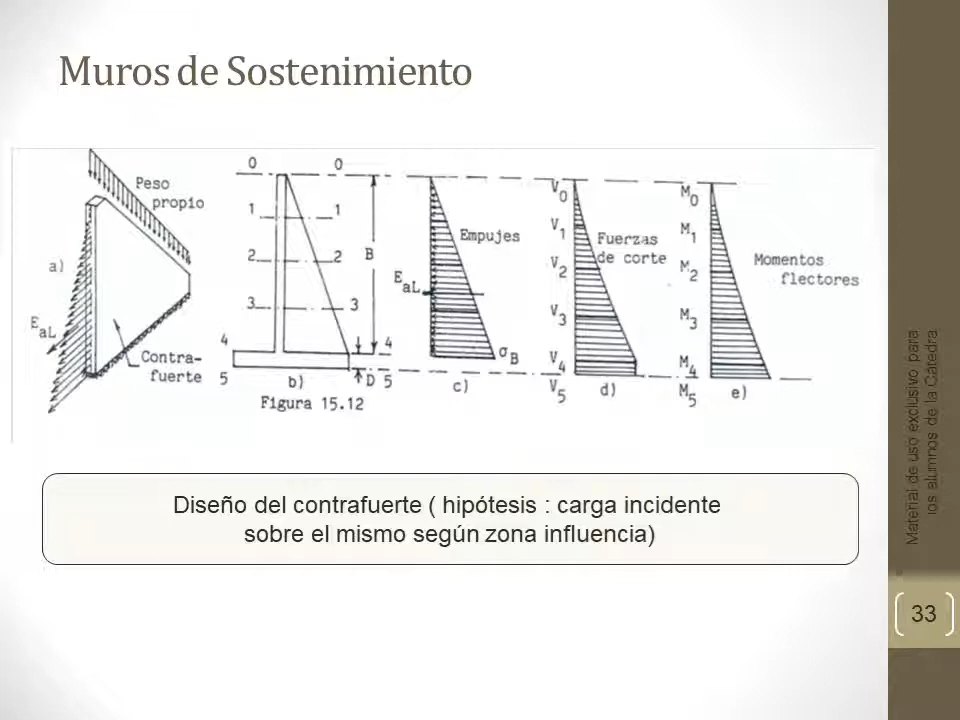 Muros de Sostenimiento
Peso
propio
a)
EaL
Contra-
fuerte
0 0
1 1
2 2
3 3
4 4
5 5
B
D
b)
Figura 15.12
Empujes
EaL
σB
c)
V0
V1
V2
V3
V4
V5
Fuerzas
de corte
d)
M0
M1
M2
M3
M4
M5
Momentos
flectores
e)
Diseño del contrafuerte ( hipótesis : carga incidente
sobre el mismo según zona influencia)
Material de uso exclusivo para
los alumnos de la Cátedra
33